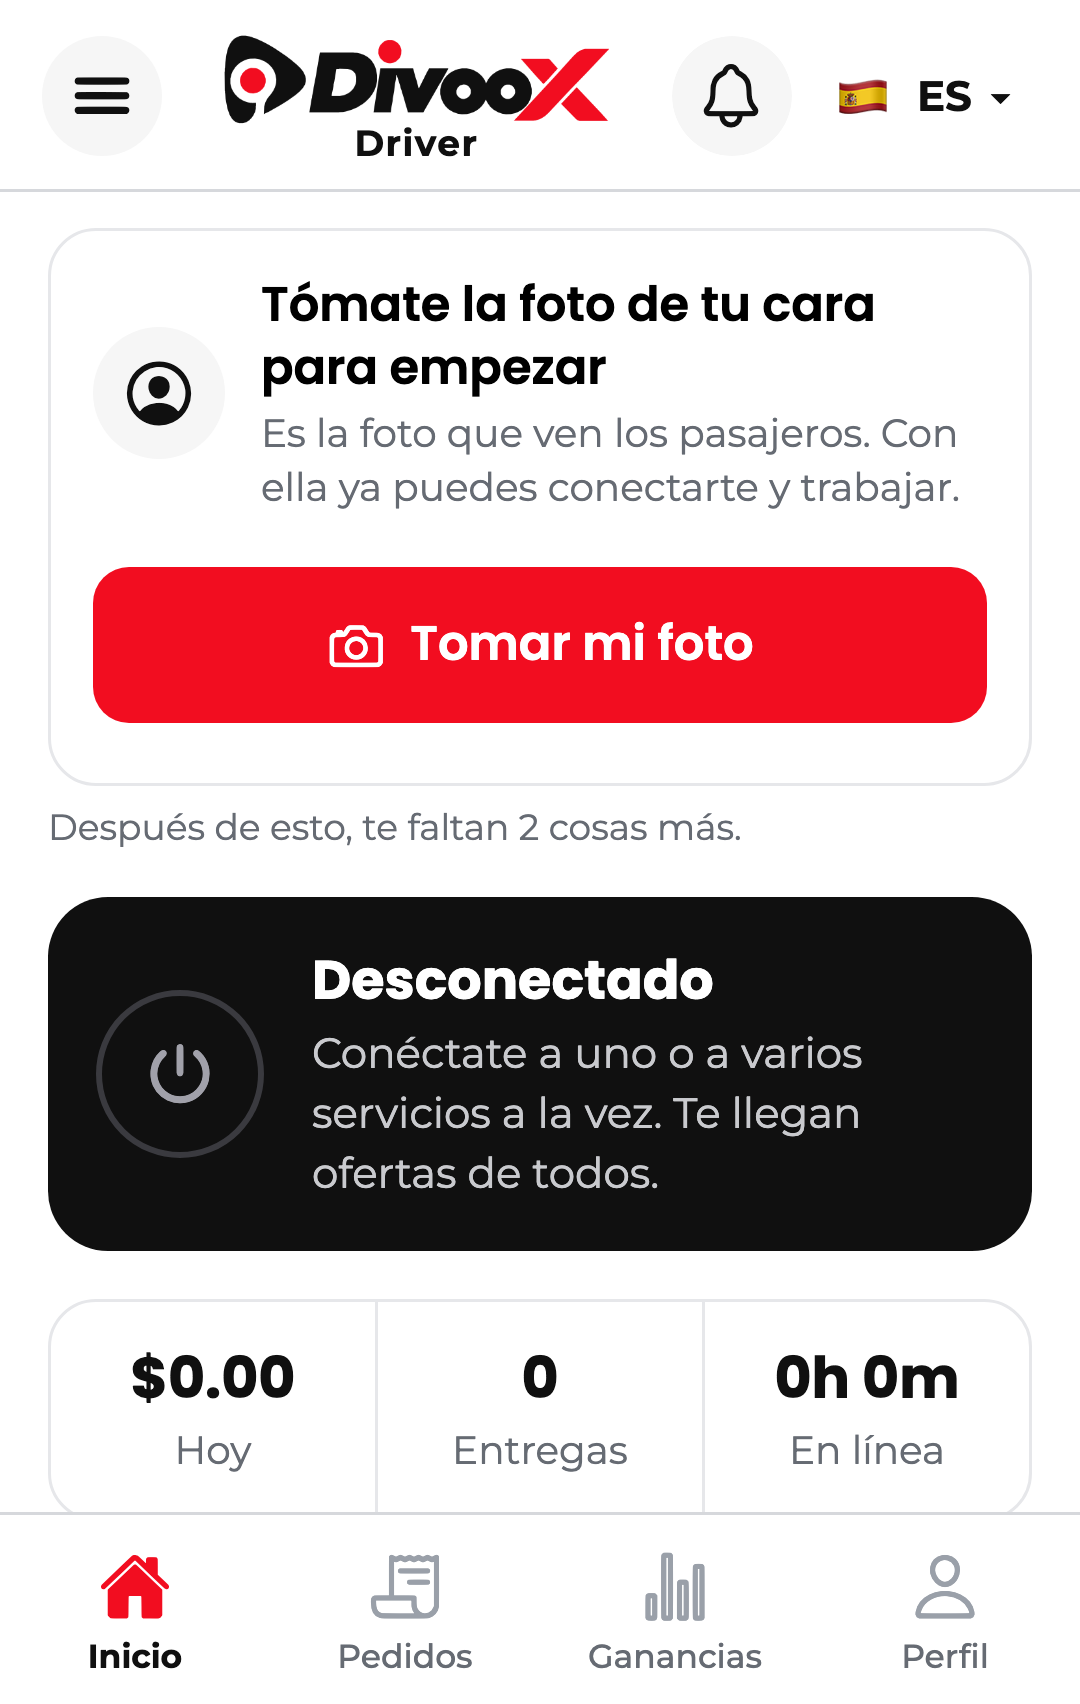 DivooX
Driver
ES
Tómate la foto de tu cara
para empezar
Es la foto que ven los pasajeros. Con
ella ya puedes conectarte y trabajar.
Tomar mi foto
Después de esto, te faltan 2 cosas más.
Desconectado
Conéctate a uno o a varios
servicios a la vez. Te llegan
ofertas de todos.
$0.00
0
0h 0m
Hoy
Entregas
En línea
Inicio
Pedidos
Ganancias
Perfil